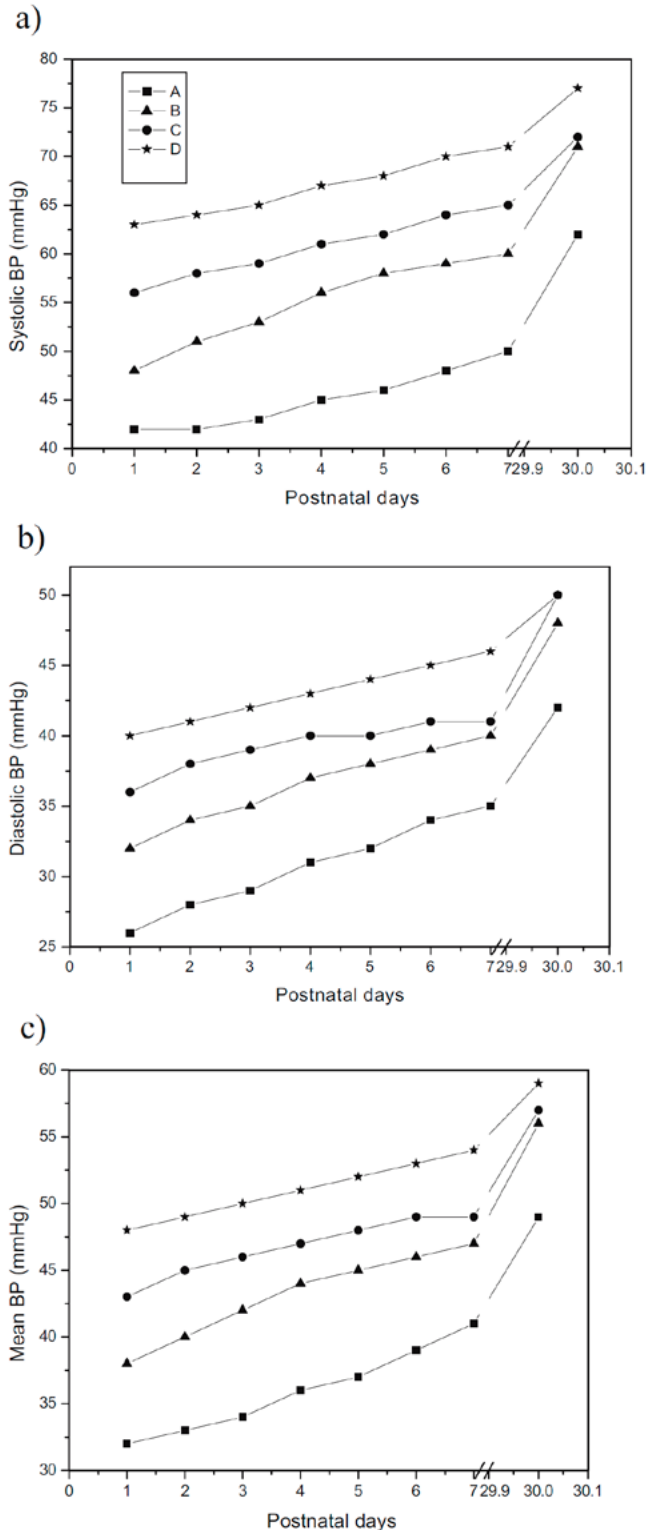 a)
80
75
70
65
60
55
50
45
40
Systolic BP (mmHg)
A
B
C
D
0 1 2 3 4 5 6 7 29.9 30.0 30.1
Postnatal days
b)
50
45
40
35
30
25
Diastolic BP (mmHg)
0 1 2 3 4 5 6 7 29.9 30.0 30.1
Postnatal days
c)
60
55
50
45
40
35
30
Mean BP (mmHg)
0 1 2 3 4 5 6 7 29.9 30.0 30.1
Postnatal days